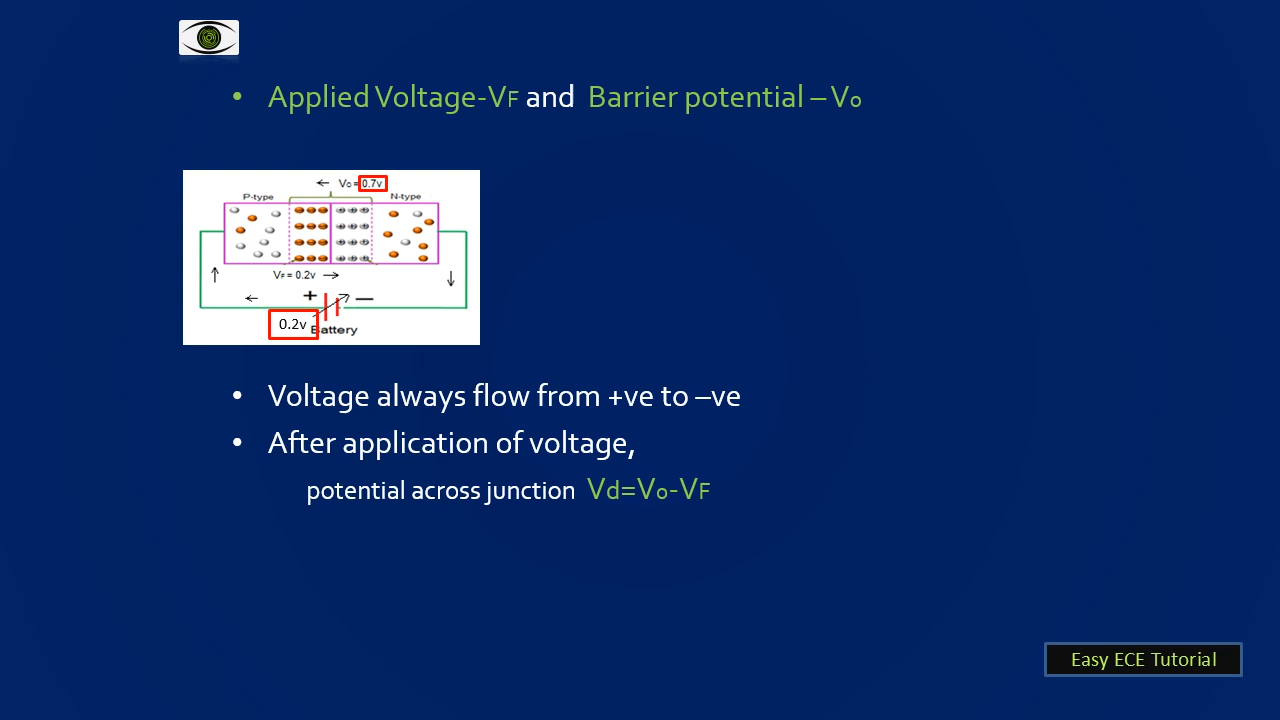 • Applied Voltage-VF and Barrier potential – Vo
Vo = 0.7v
P-type N-type
VF = 0.2v
+ —
0.2v Battery
• Voltage always flow from +ve to –ve
• After application of voltage,
potential across junction Vd=Vo-VF
Easy ECE Tutorial